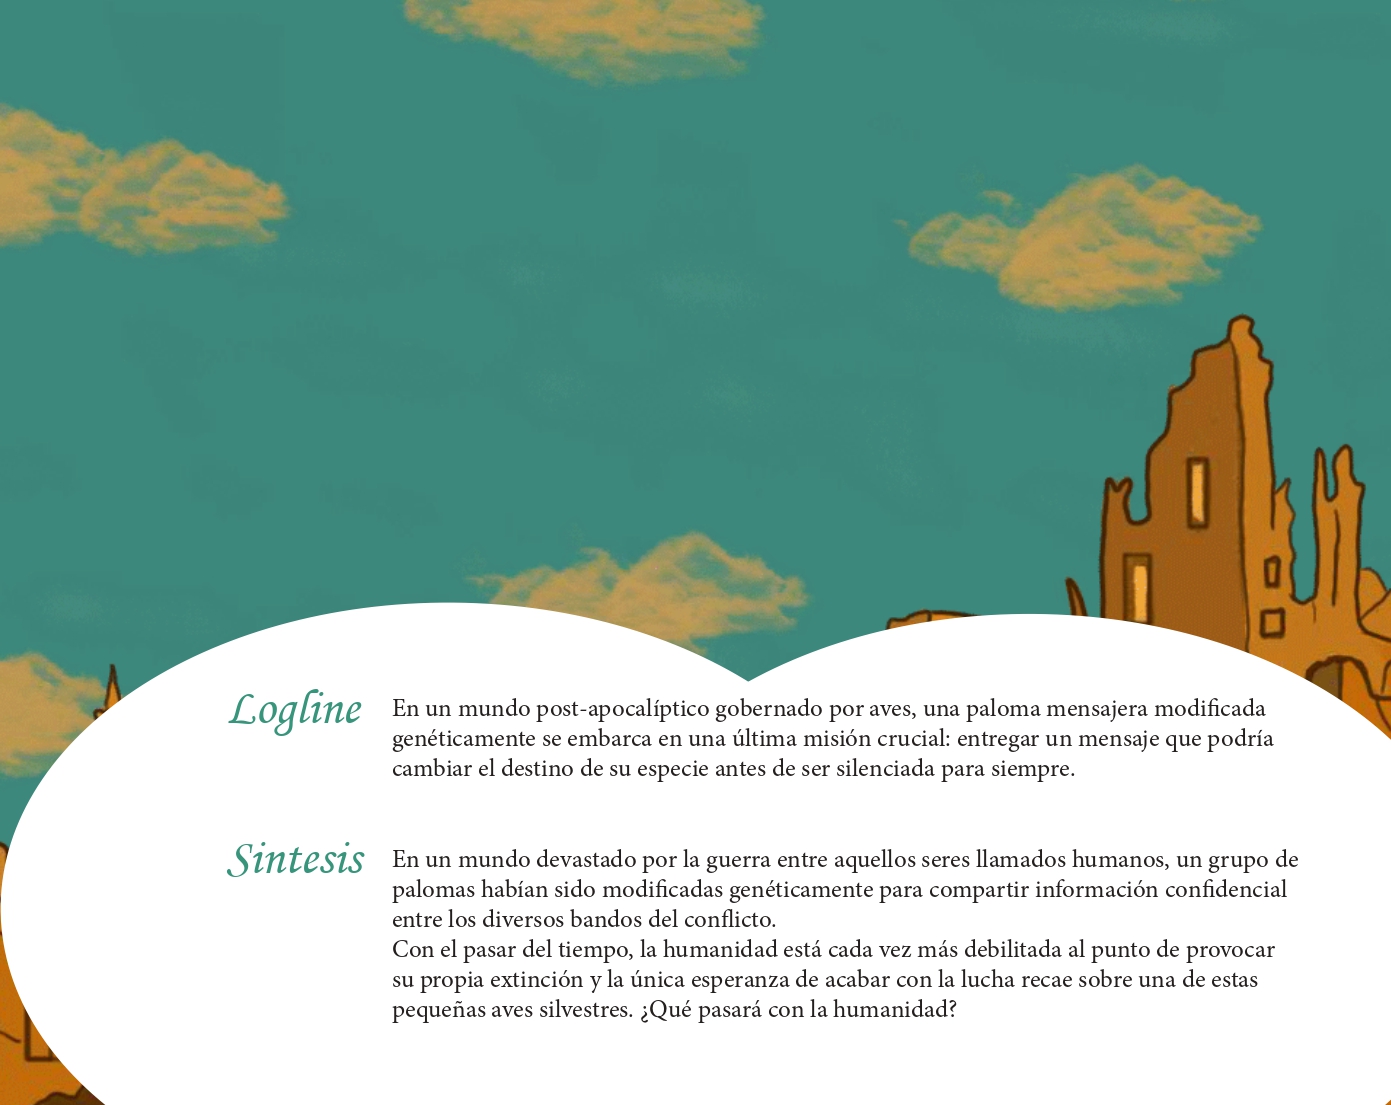 Logline
En un mundo post-apocalíptico gobernado por aves, una paloma mensajera modificada
genéticamente se embarca en una última misión crucial: entregar un mensaje que podría
cambiar el destino de su especie antes de ser silenciada para siempre.
Sintesis
En un mundo devastado por la guerra entre aquellos seres llamados humanos, un grupo de
palomas habían sido modificadas genéticamente para compartir información confidencial
entre los diversos bandos del conflicto.
Con el pasar del tiempo, la humanidad está cada vez más debilitada al punto de provocar
su propia extinción y la única esperanza de acabar con la lucha recae sobre una de estas
pequeñas aves silvestres. ¿Qué pasará con la humanidad?